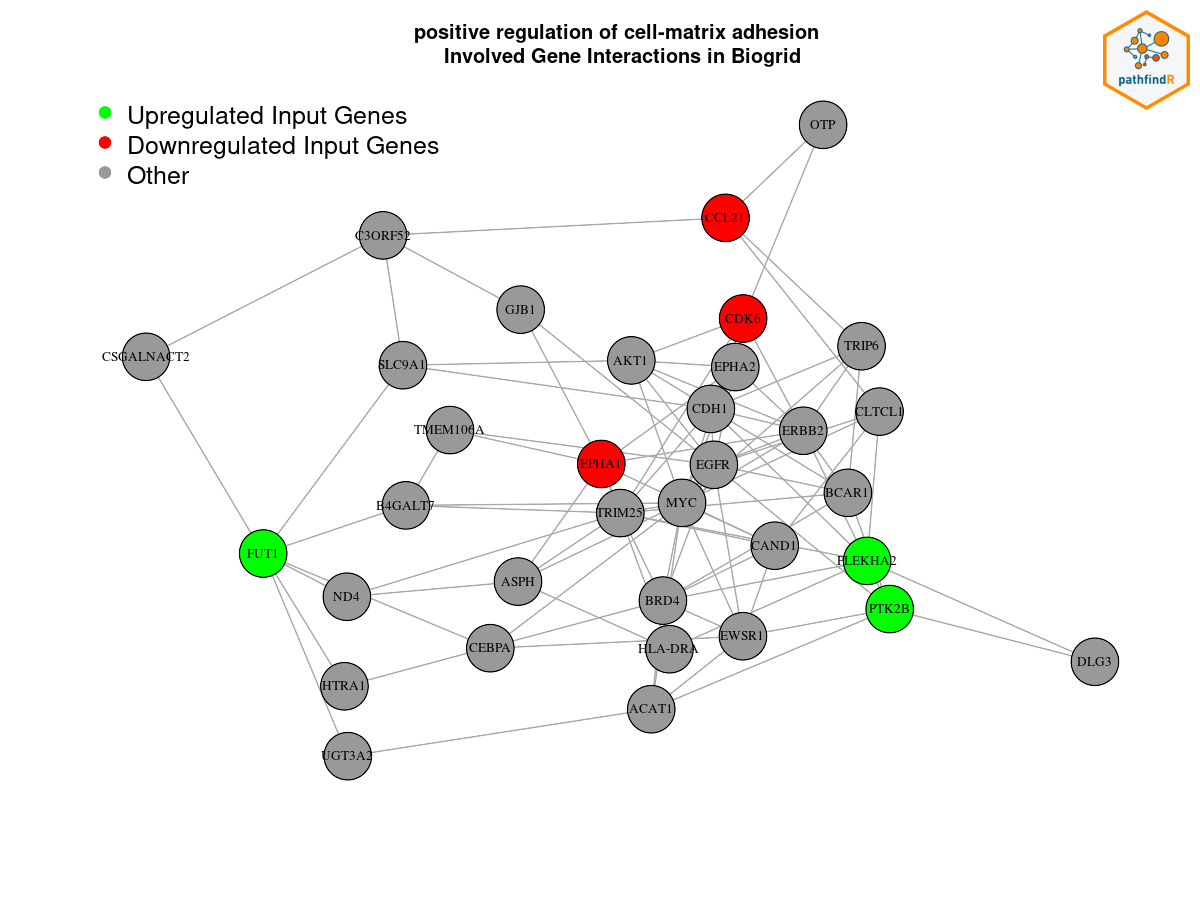 positive regulation of cell-matrix adhesion
Involved Gene Interactions in Biogrid
pathfindR
Upregulated Input Genes
Downregulated Input Genes
Other
OTP
CCL21
C3ORF52
GJB1
CDK6
TRIP6
CSGALNACT2
SLC9A1
AKT1
EPHA2
CDH1
CLTCL1
TMEM106A
ERBB2
EPHA1
EGFR
B4GALT7
TRIM25
MYC
BCAR1
FUT1
CAND1
PLEKHA2
ND4
ASPH
BRD4
PTK2B
CEBPA
HLA-DRA
EWSR1
DLG3
HTRA1
ACAT1
UGT3A2